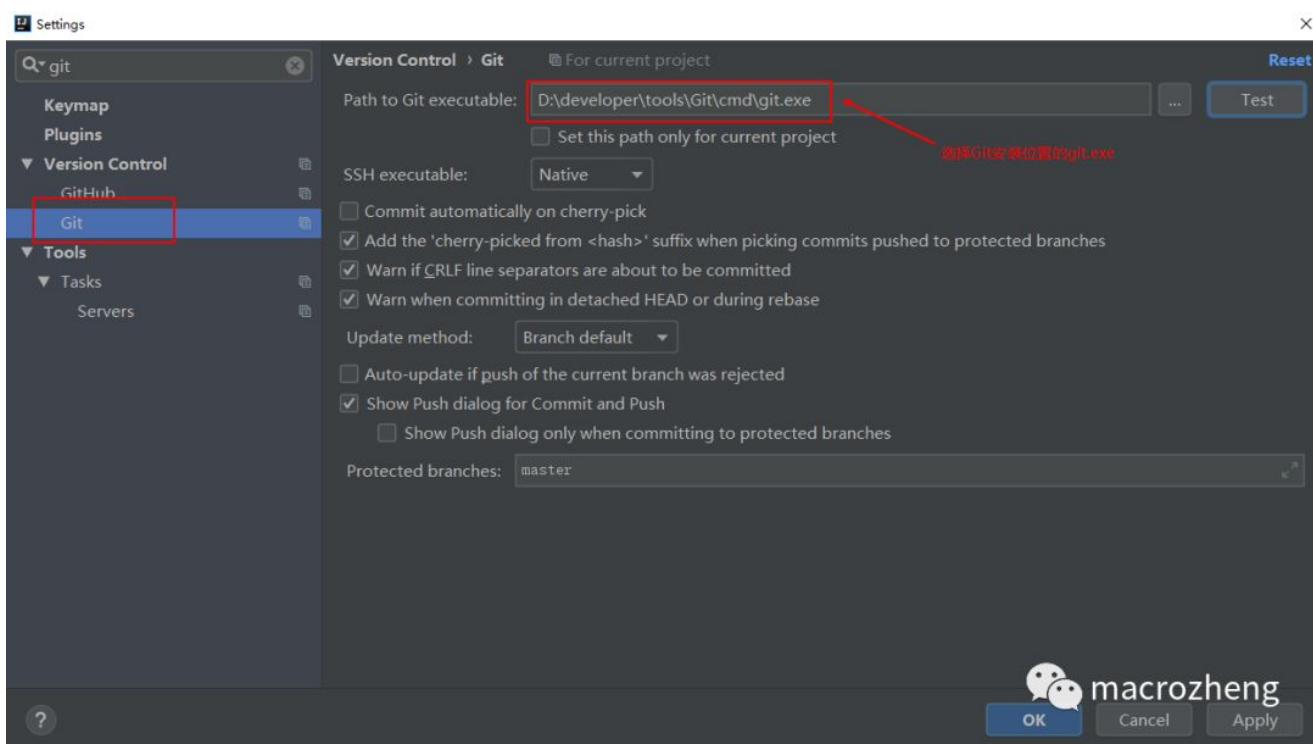 Settings
git
Version Control › Git For current project Reset
Keymap
Path to Git executable: D:\developer\tools\Git\cmd\git.exe ... Test
Plugins
Set this path only for current project
Version Control
选择Git安装位置的git.exe
GitHub
SSH executable: Native
Git
Commit automatically on cherry-pick
Add the 'cherry-picked from <hash>' suffix when picking commits pushed to protected branches
Tools
Warn if CRLF line separators are about to be committed
Tasks
Warn when committing in detached HEAD or during rebase
Servers
Update method: Branch default
Auto-update if push of the current branch was rejected
Show Push dialog for Commit and Push
Show Push dialog only when committing to protected branches
Protected branches: master
macrozheng
?
OK Cancel Apply